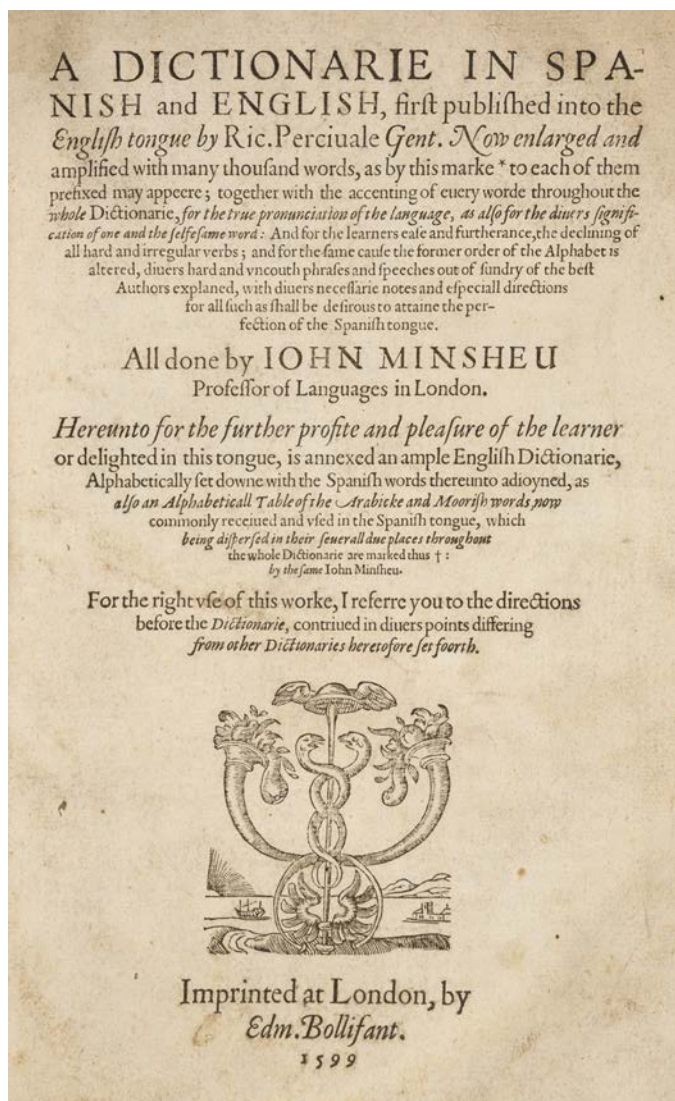 A DICTIONARIE IN SPA-
NISH and ENGLISH, firſt publiſhed into the
Engliſh tongue by Ric. Perciuale Gent. Now enlarged and
amplified with many thouſand words, as by this marke * to each of them
prefixed may appeere; together with the accenting of euery worde throughout the
whole Dictionarie, for the true pronunciation of the language, as alſo for the diuers ſignifi-
cation of one and the ſelfeſame word: And for the learners eaſe and furtherance, the declining of
all hard and irregular verbs; and for the ſame cauſe the former order of the Alphabet is
altered, diuers hard and vncouth phraſes and ſpeeches out of ſundry of the beſt
Authors explaned, with diuers neceſſarie notes and eſpeciall directions
for all ſuch as ſhall be deſirous to attaine the per-
fection of the Spaniſh tongue.
All done by IOHN MINSHEU
Profeſſor of Languages in London.
Hereunto for the further profite and pleaſure of the learner
or delighted in this tongue, is annexed an ample Engliſh Dictionarie,
Alphabetically ſet downe with the Spaniſh words thereunto adioyned, as
alſo an Alphabeticall Table of the Arabicke and Mooriſh words, now
commonly receiued and vſed in the Spaniſh tongue, which
being diſperſed in their ſeuerall due places throughout
the whole Dictionarie are marked thus †:
by the ſame Iohn Minſheu.
For the right vſe of this worke, I referre you to the directions
before the Dictionarie, contriued in diuers points differing
from other Dictionaries heretofore ſet foorth.
Imprinted at London, by
Edm. Bollifant.
1599